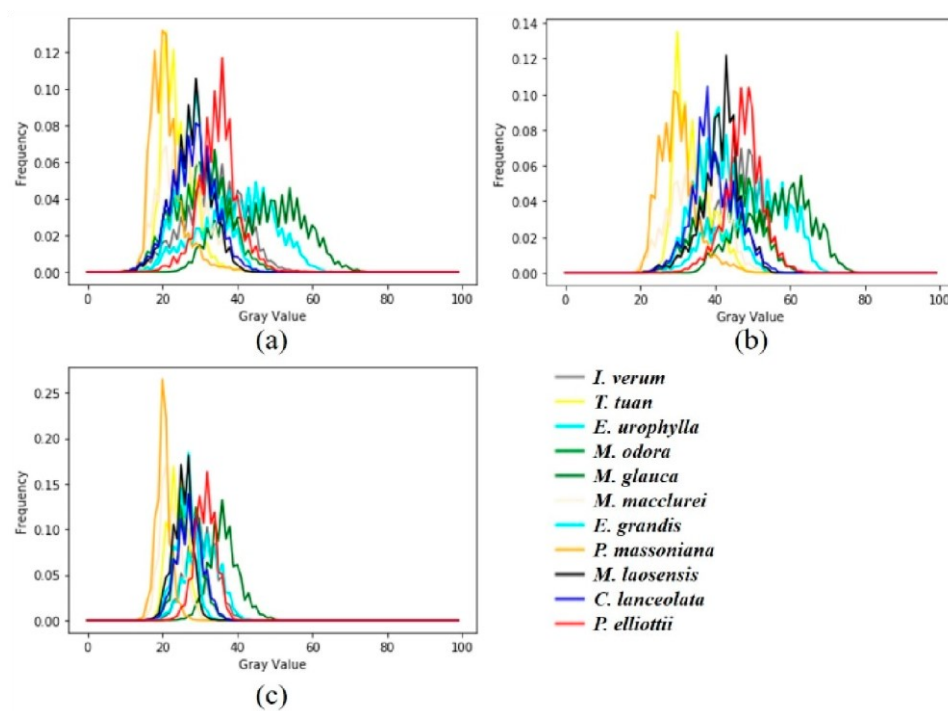 0.12
0.10
0.08
0.06
0.04
0.02
0.00
Frequency
0 20 40 60 80 100
Gray Value
(a)
0.14
0.12
0.10
0.08
0.06
0.04
0.02
0.00
Frequency
0 20 40 60 80 100
Gray Value
(b)
0.25
0.20
0.15
0.10
0.05
0.00
Frequency
0 20 40 60 80 100
Gray Value
(c)
I. verum
T. tuan
E. urophylla
M. odora
M. glauca
M. macclurei
E. grandis
P. massoniana
M. laosensis
C. lanceolata
P. elliottii